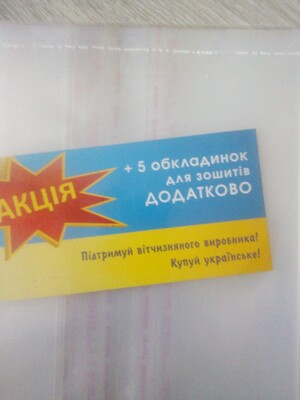 АКЦІЯ
+ 5 обкладинок
для зошитів
ДОДАТКОВО
Підтримуй вітчизняного виробника!
Купуй українське!